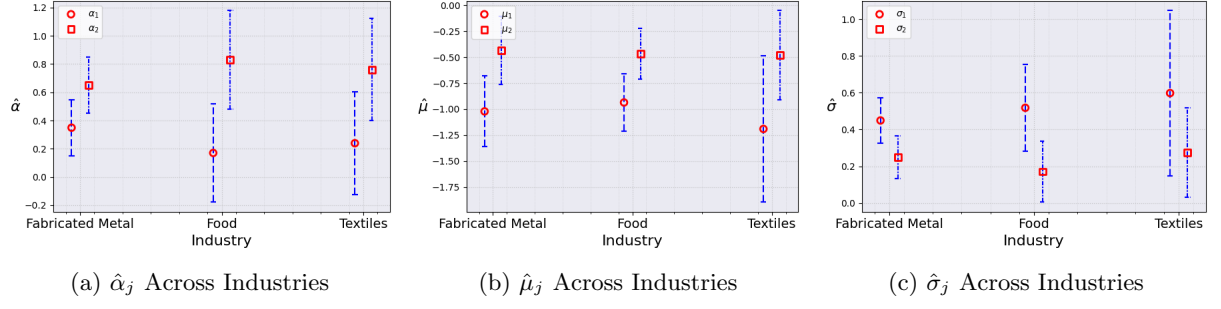 1.2
1.0
0.8
0.6
0.4
0.2
0.0
−0.2
α̂
α₁
α₂
Fabricated Metal Food Textiles
Industry
(a) α̂ⱼ Across Industries
0.00
−0.25
−0.50
−0.75
−1.00
−1.25
−1.50
−1.75
μ̂
μ₁
μ₂
Fabricated Metal Food Textiles
Industry
(b) μ̂ⱼ Across Industries
1.0
0.8
0.6
0.4
0.2
0.0
σ̂
σ₁
σ₂
Fabricated Metal Food Textiles
Industry
(c) σ̂ⱼ Across Industries